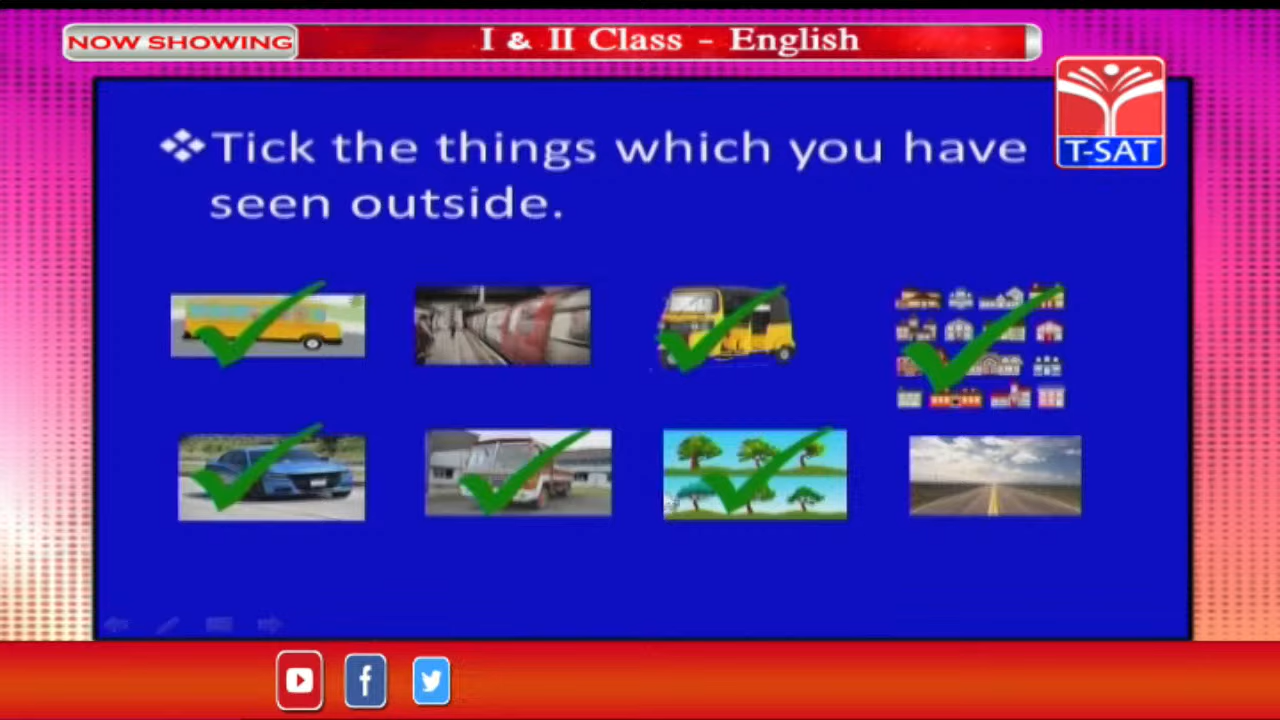 NOW SHOWING
I & II Class - English
T-SAT
❖Tick the things which you have
seen outside.